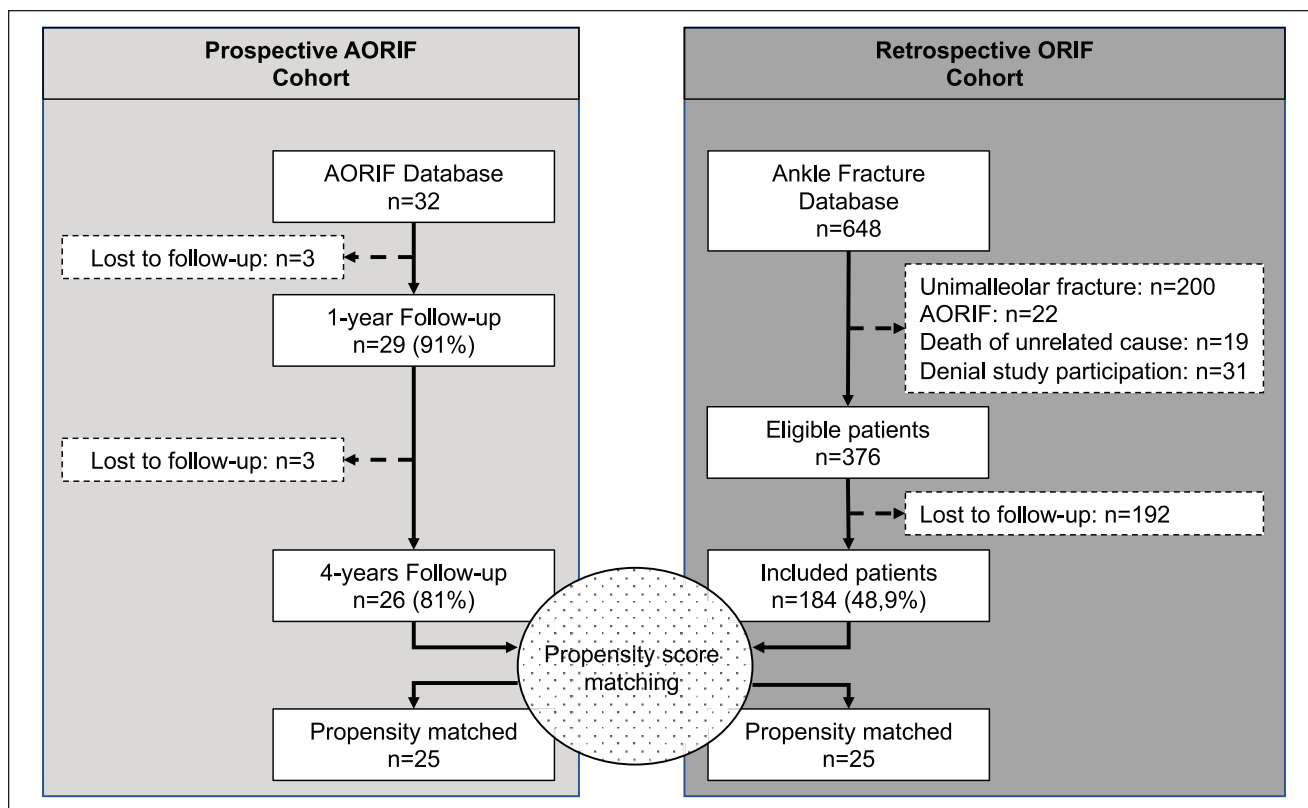 Prospective AORIF
Cohort
AORIF Database
n=32
Lost to follow-up: n=3
1-year Follow-up
n=29 (91%)
Lost to follow-up: n=3
4-years Follow-up
n=26 (81%)
Retrospective ORIF
Cohort
Ankle Fracture
Database
n=648
Unimalleolar fracture: n=200
AORIF: n=22
Death of unrelated cause: n=19
Denial study participation: n=31
Eligible patients
n=376
Lost to follow-up: n=192
Included patients
n=184 (48,9%)
Propensity score
matching
Propensity matched
n=25
Propensity matched
n=25